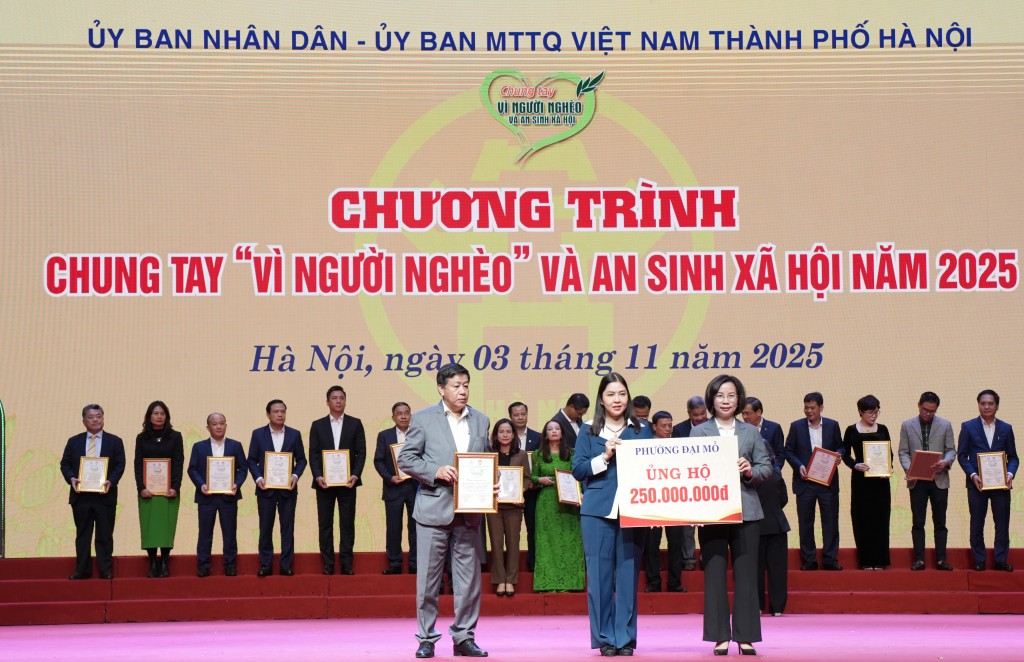 ỦY BAN NHÂN DÂN - ỦY BAN MTTQ VIỆT NAM THÀNH PHỐ HÀ NỘI
Chung tay
VÌ NGƯỜI NGHÈO
VÀ AN SINH XÃ HỘI
CHƯƠNG TRÌNH
CHUNG TAY "VÌ NGƯỜI NGHÈO" VÀ AN SINH XÃ HỘI NĂM 2025
Hà Nội, ngày 03 tháng 11 năm 2025
PHƯỜNG ĐẠI MỖ
ỦNG HỘ
250.000.000đ